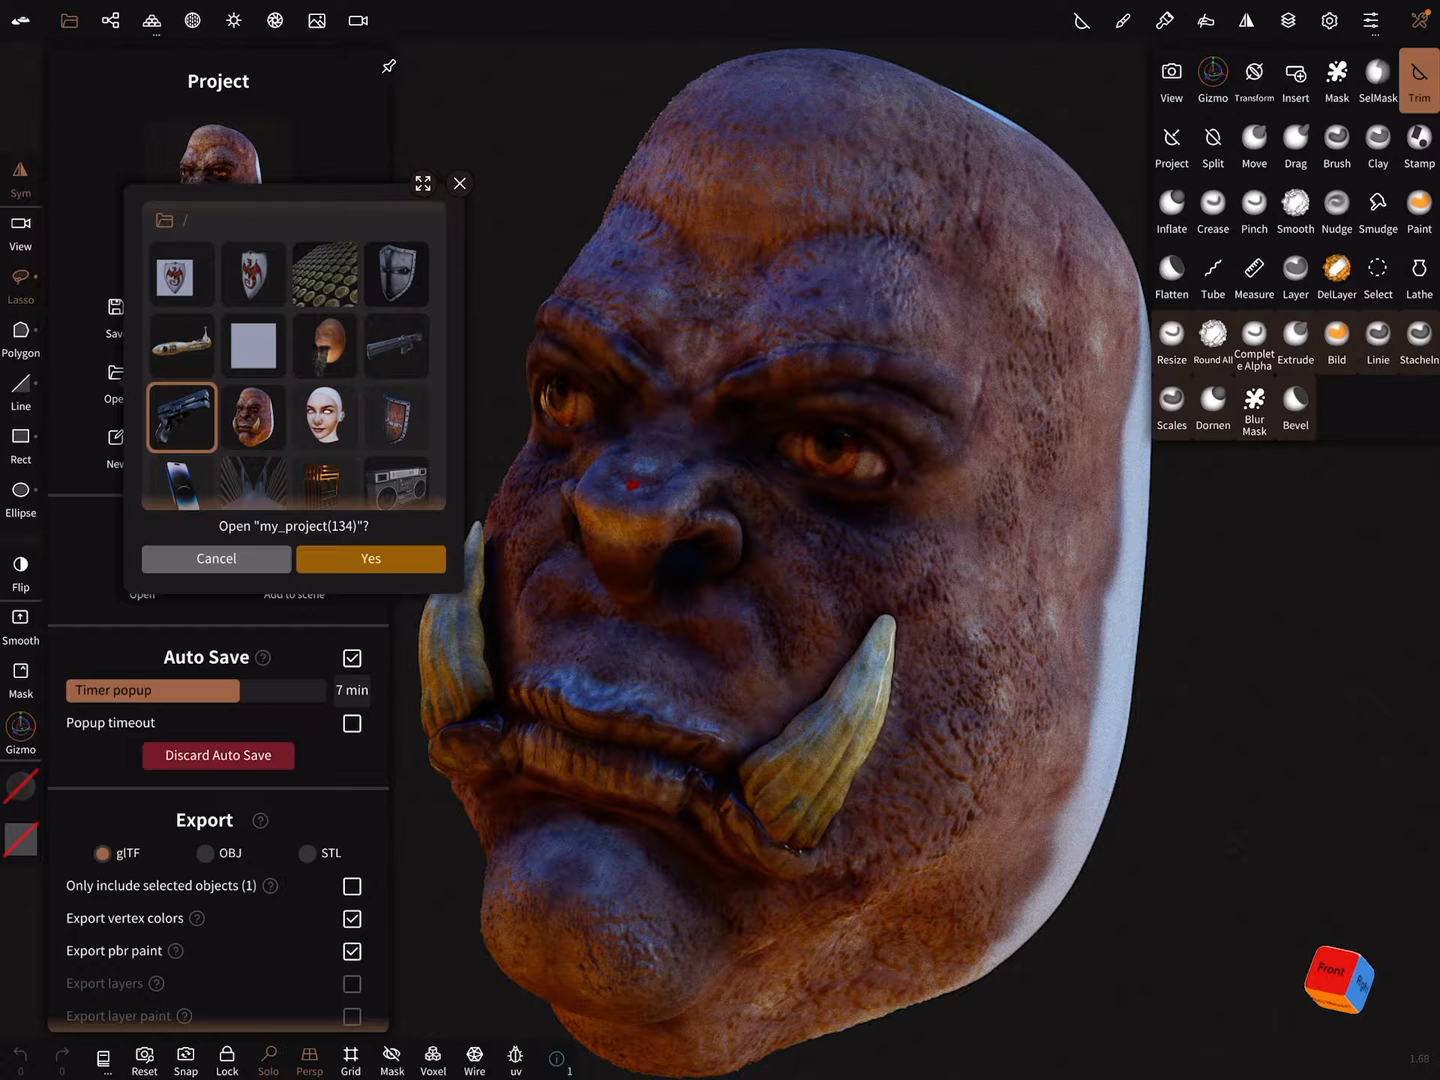 Project
Sym
View
Lasso
Polygon
Line
Rect
Ellipse
Flip
Smooth
Mask
Gizmo
/
Sav
Ope
New
Open "my_project(134)"?
Cancel
Yes
Open
Add to scene
Auto Save ?
Timer popup
7 min
Popup timeout
Discard Auto Save
Export ?
glTF
OBJ
STL
Only include selected objects (1) ?
Export vertex colors ?
Export pbr paint ?
Export layers ?
Export layer paint ?
View Gizmo Transform Insert Mask SelMask Trim
Project Split Move Drag Brush Clay Stamp
Inflate Crease Pinch Smooth Nudge Smudge Paint
Flatten Tube Measure Layer DelLayer Select Lathe
Resize Round All Complet
e Alpha Extrude Bild Linie Stacheln
Scales Dornen Blur
Mask Bevel
Front
Right
0
0
...
Reset
Snap
Lock
Solo
Persp
Grid
Mask
Voxel
Wire
uv
1
1.68